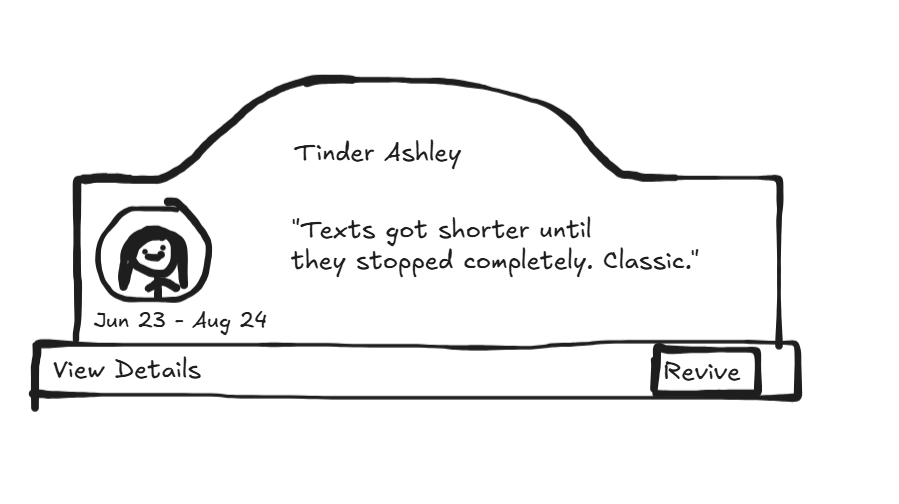 Tinder Ashley
"Texts got shorter until
they stopped completely. Classic."
Jun 23 - Aug 24
View Details
Revive